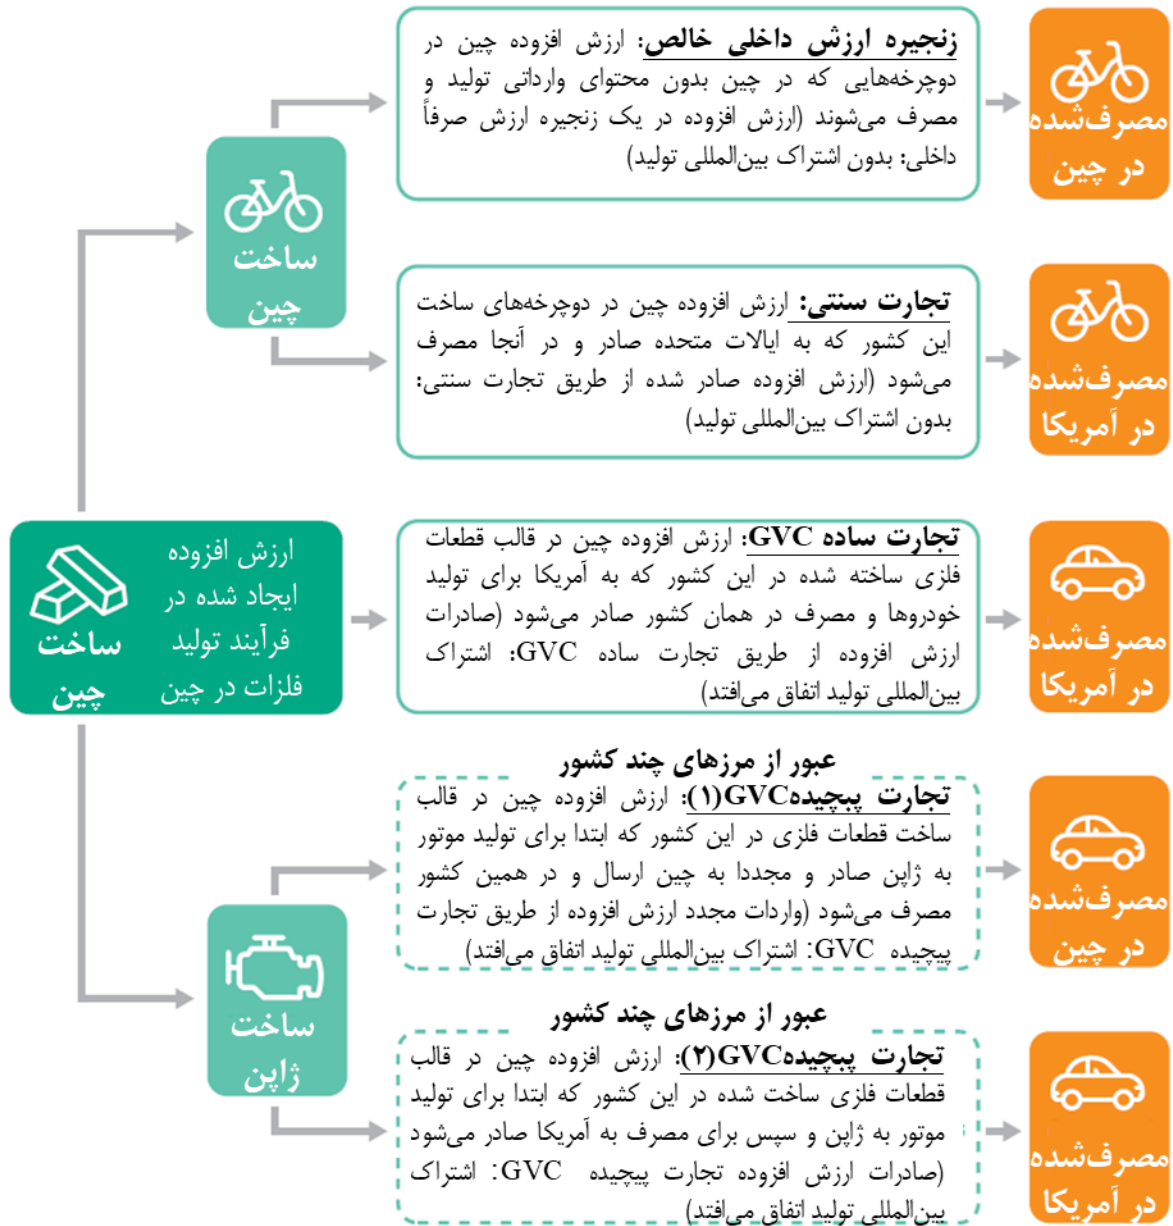 زنجیره ارزش داخلی خالص: ارزش افزوده چین در
دوچرخه‌هایی که در چین بدون محتوای وارداتی تولید و
مصرف می‌شوند (ارزش افزوده در یک زنجیره ارزش صرفاً
داخلی: بدون اشتراک بین‌المللی تولید)
مصرف‌شده
در چین
ساخت
چین
تجارت سنتی: ارزش افزوده چین در دوچرخه‌های ساخت
این کشور که به ایالات متحده صادر و در آنجا مصرف
می‌شود (ارزش افزوده صادر شده از طریق تجارت سنتی:
بدون اشتراک بین‌المللی تولید)
مصرف‌شده
در آمریکا
ارزش افزوده
ایجاد شده در
فرآیند تولید
فلزات در چین
ساخت
چین
تجارت ساده GVC: ارزش افزوده چین در قالب قطعات
فلزی ساخته شده در این کشور که به آمریکا برای تولید
خودروها و مصرف در همان کشور صادر می‌شود (صادرات
ارزش افزوده از طریق تجارت ساده GVC: اشتراک
بین‌المللی تولید اتفاق می‌افتد)
مصرف‌شده
در آمریکا
عبور از مرزهای چند کشور
تجارت پیچیده‌GVC(۱): ارزش افزوده چین در قالب
ساخت قطعات فلزی در این کشور که ابتدا برای تولید موتور
به ژاپن صادر و مجددا به چین ارسال و در همین کشور
مصرف می‌شود (واردات مجدد ارزش افزوده از طریق تجارت
پیچیده GVC: اشتراک بین‌المللی تولید اتفاق می‌افتد)
مصرف‌شده
در چین
ساخت
ژاپن
عبور از مرزهای چند کشور
تجارت پیچیده‌GVC(۲): ارزش افزوده چین در قالب
قطعات فلزی ساخت شده در این کشور که ابتدا برای تولید
موتور به ژاپن و سپس برای مصرف به آمریکا صادر می‌شود
(صادرات ارزش افزوده تجارت پیچیده GVC: اشتراک
بین‌المللی تولید اتفاق می‌افتد)
مصرف‌شده
در آمریکا